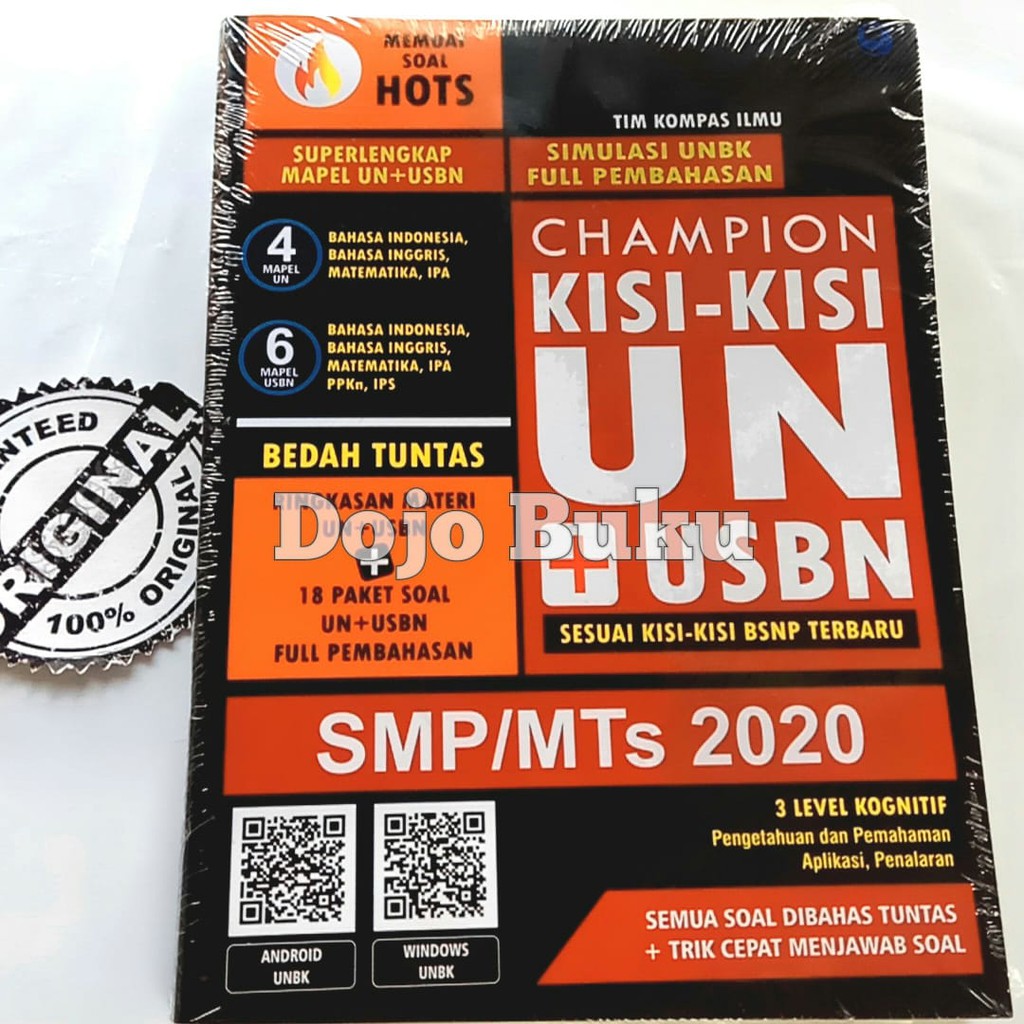 MEMUAT
SOAL
HOTS
TIM KOMPAS ILMU
SUPERLENGKAP
MAPEL UN+USBN
SIMULASI UNBK
FULL PEMBAHASAN
4
MAPEL
UN
BAHASA INDONESIA,
BAHASA INGGRIS,
MATEMATIKA, IPA
6
MAPEL
USBN
BAHASA INDONESIA,
BAHASA INGGRIS,
MATEMATIKA, IPA
PPKn, IPS
CHAMPION
KISI-KISI
UN
+ USBN
SESUAI KISI-KISI BSNP TERBARU
BEDAH TUNTAS
RINGKASAN MATERI
UN+USBN
+
18 PAKET SOAL
UN+USBN
FULL PEMBAHASAN
Dojo Buku
SMP/MTs 2020
3 LEVEL KOGNITIF
Pengetahuan dan Pemahaman
Aplikasi, Penalaran
ANDROID
UNBK
WINDOWS
UNBK
SEMUA SOAL DIBAHAS TUNTAS
+ TRIK CEPAT MENJAWAB SOAL
ORIGINAL
100% ORIGINAL